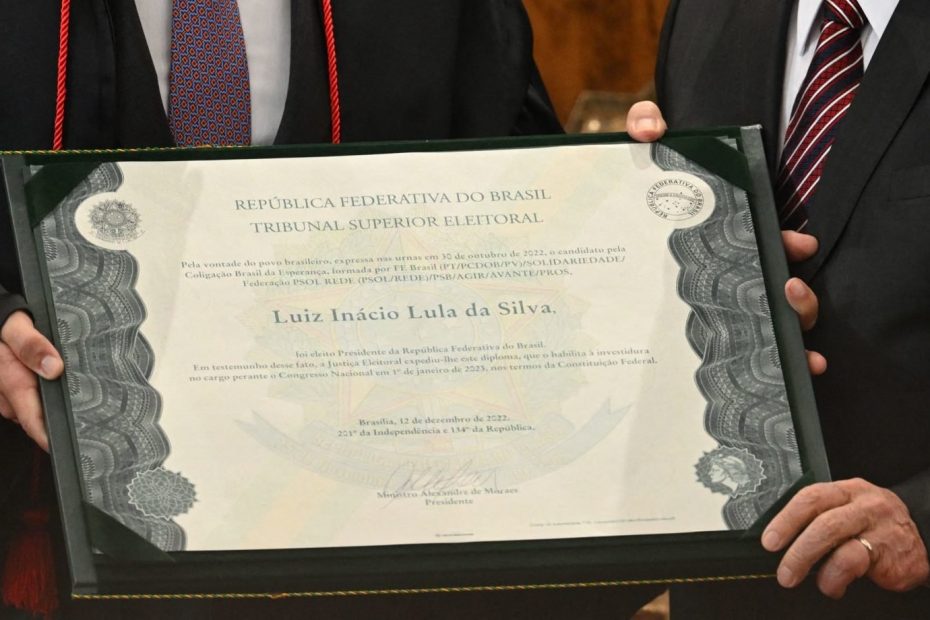 REPÚBLICA FEDERATIVA DO BRASIL
TRIBUNAL SUPERIOR ELEITORAL
REPÚBLICA FEDERATIVA DO BRASIL
Pela vontade do povo brasileiro, expressa nas urnas em 30 de outubro de 2022, o candidato pela
Coligação Brasil da Esperança, formada por FE Brasil (PT/PCDOB/PV)/SOLIDARIEDADE/
Federação PSOL REDE (PSOL/REDE)/PSB/AGIR/AVANTE/PROS,
Luiz Inácio Lula da Silva,
foi eleito Presidente da República Federativa do Brasil.
Em testemunho desse fato, a Justiça Eleitoral expediu-lhe este diploma, que o habilita à investidura
no cargo perante o Congresso Nacional em 1º de janeiro de 2023, nos termos da Constituição Federal.
Brasília, 12 de dezembro de 2022,
201º da Independência e 134º da República.
Ministro Alexandre de Moraes
Presidente